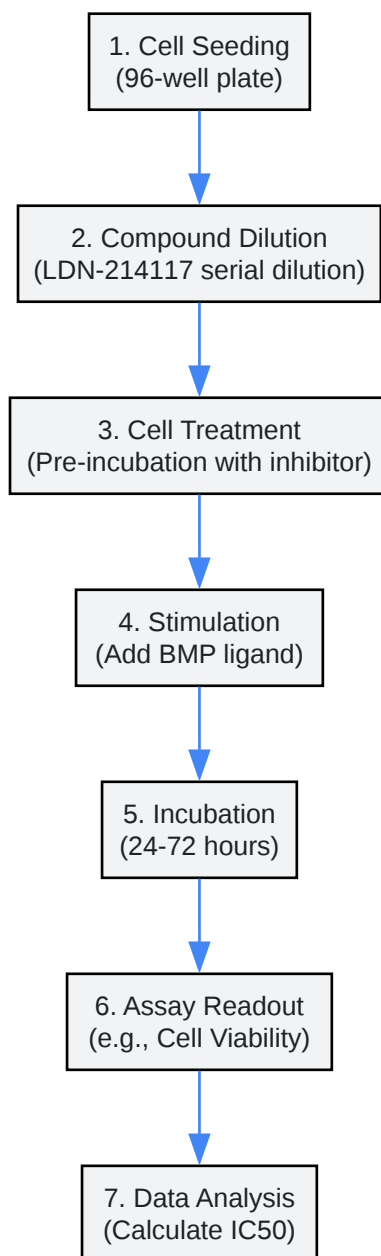 1. Cell Seeding
(96-well plate)
2. Compound Dilution
(LDN-214117 serial dilution)
3. Cell Treatment
(Pre-incubation with inhibitor)
4. Stimulation
(Add BMP ligand)
5. Incubation
(24-72 hours)
6. Assay Readout
(e.g., Cell Viability)
7. Data Analysis
(Calculate IC50)